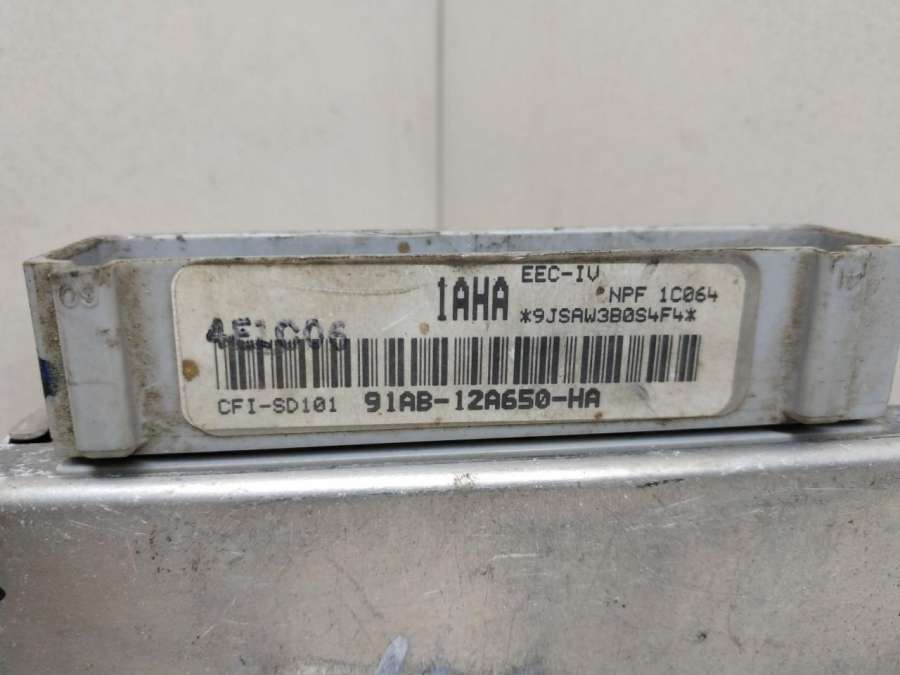 1AHA EEC-IV
NPF 1C064
*9JSAW3B0S4F4*
4E1C06
CFI-SD101 91AB-12A650-HA